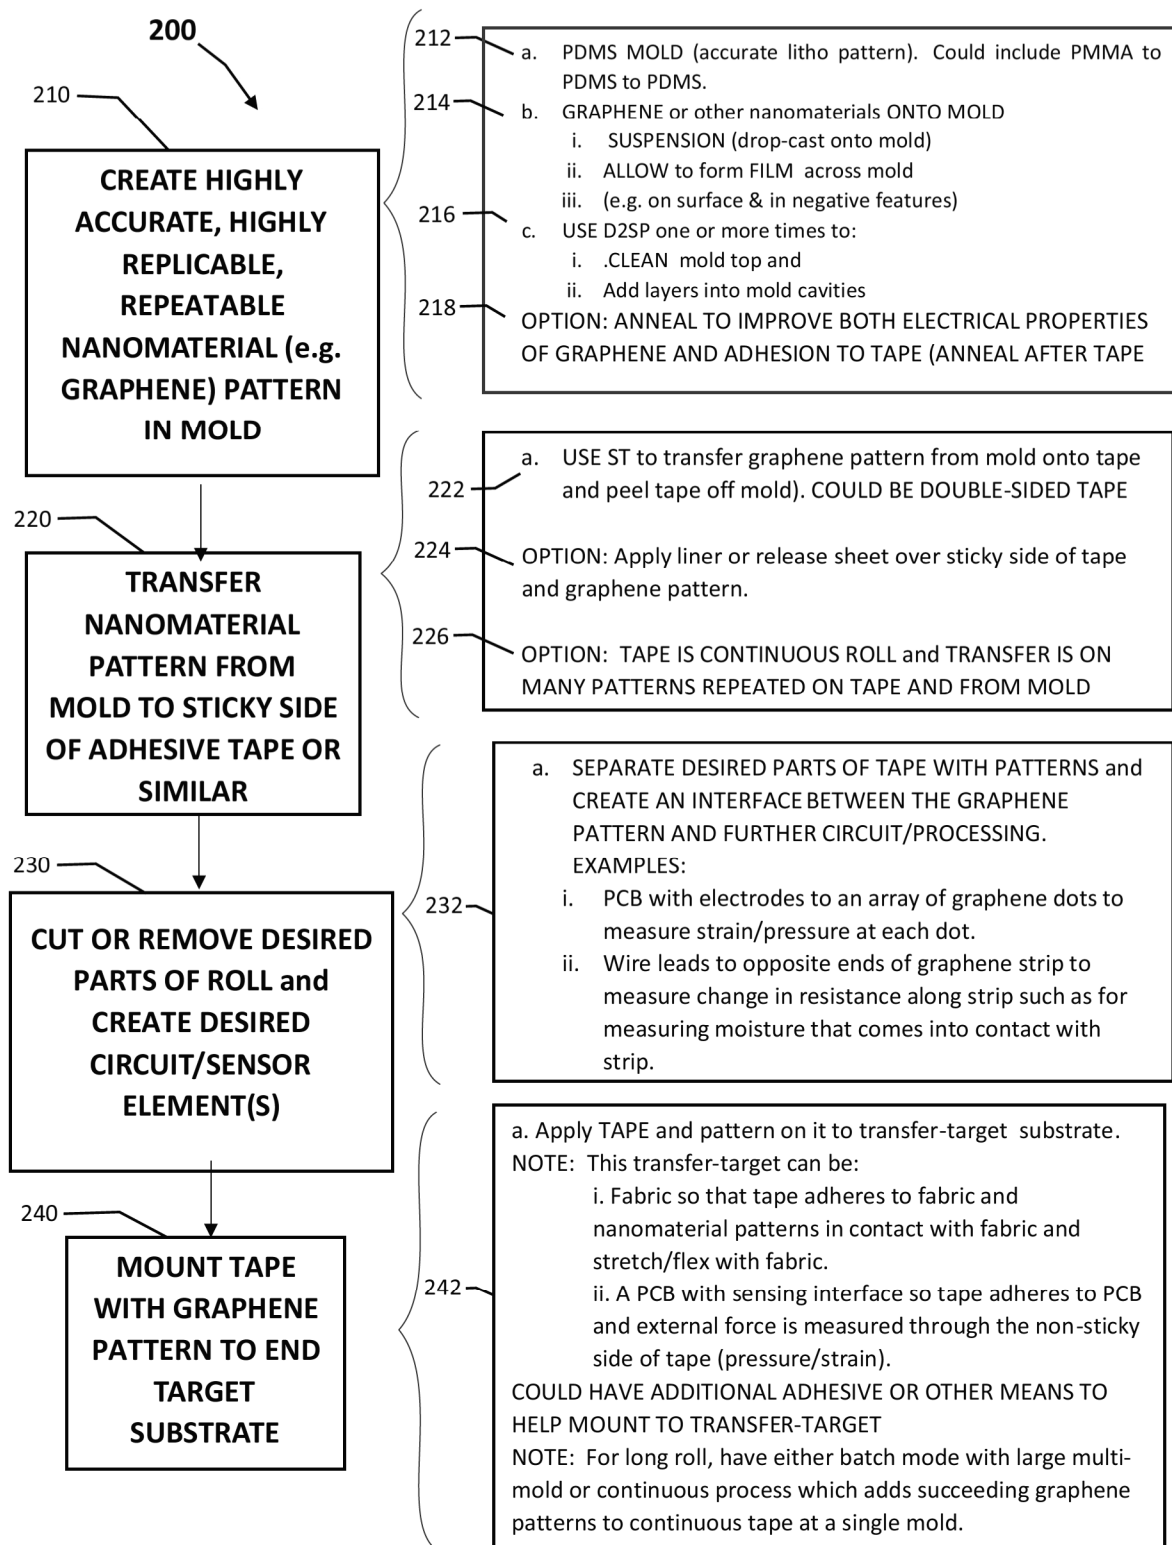 200
210
CREATE HIGHLY
ACCURATE, HIGHLY
REPLICABLE,
REPEATABLE
NANOMATERIAL (e.g.
GRAPHENE) PATTERN
IN MOLD
212
a. PDMS MOLD (accurate litho pattern). Could include PMMA to
PDMS to PDMS.
214
b. GRAPHENE or other nanomaterials ONTO MOLD
i. SUSPENSION (drop-cast onto mold)
ii. ALLOW to form FILM across mold
iii. (e.g. on surface & in negative features)
216
c. USE D2SP one or more times to:
i. .CLEAN mold top and
ii. Add layers into mold cavities
218
OPTION: ANNEAL TO IMPROVE BOTH ELECTRICAL PROPERTIES
OF GRAPHENE AND ADHESION TO TAPE (ANNEAL AFTER TAPE
220
TRANSFER
NANOMATERIAL
PATTERN FROM
MOLD TO STICKY SIDE
OF ADHESIVE TAPE OR
SIMILAR
222
a. USE ST to transfer graphene pattern from mold onto tape
and peel tape off mold). COULD BE DOUBLE-SIDED TAPE
224
OPTION: Apply liner or release sheet over sticky side of tape
and graphene pattern.
226
OPTION: TAPE IS CONTINUOUS ROLL and TRANSFER IS ON
MANY PATTERNS REPEATED ON TAPE AND FROM MOLD
230
CUT OR REMOVE DESIRED
PARTS OF ROLL and
CREATE DESIRED
CIRCUIT/SENSOR
ELEMENT(S)
232
a. SEPARATE DESIRED PARTS OF TAPE WITH PATTERNS and
CREATE AN INTERFACE BETWEEN THE GRAPHENE
PATTERN AND FURTHER CIRCUIT/PROCESSING.
EXAMPLES:
i. PCB with electrodes to an array of graphene dots to
measure strain/pressure at each dot.
ii. Wire leads to opposite ends of graphene strip to
measure change in resistance along strip such as for
measuring moisture that comes into contact with
strip.
240
MOUNT TAPE
WITH GRAPHENE
PATTERN TO END
TARGET
SUBSTRATE
242
a. Apply TAPE and pattern on it to transfer-target substrate.
NOTE: This transfer-target can be:
i. Fabric so that tape adheres to fabric and
nanomaterial patterns in contact with fabric and
stretch/flex with fabric.
ii. A PCB with sensing interface so tape adheres to PCB
and external force is measured through the non-sticky
side of tape (pressure/strain).
COULD HAVE ADDITIONAL ADHESIVE OR OTHER MEANS TO
HELP MOUNT TO TRANSFER-TARGET
NOTE: For long roll, have either batch mode with large multi-
mold or continuous process which adds succeeding graphene
patterns to continuous tape at a single mold.